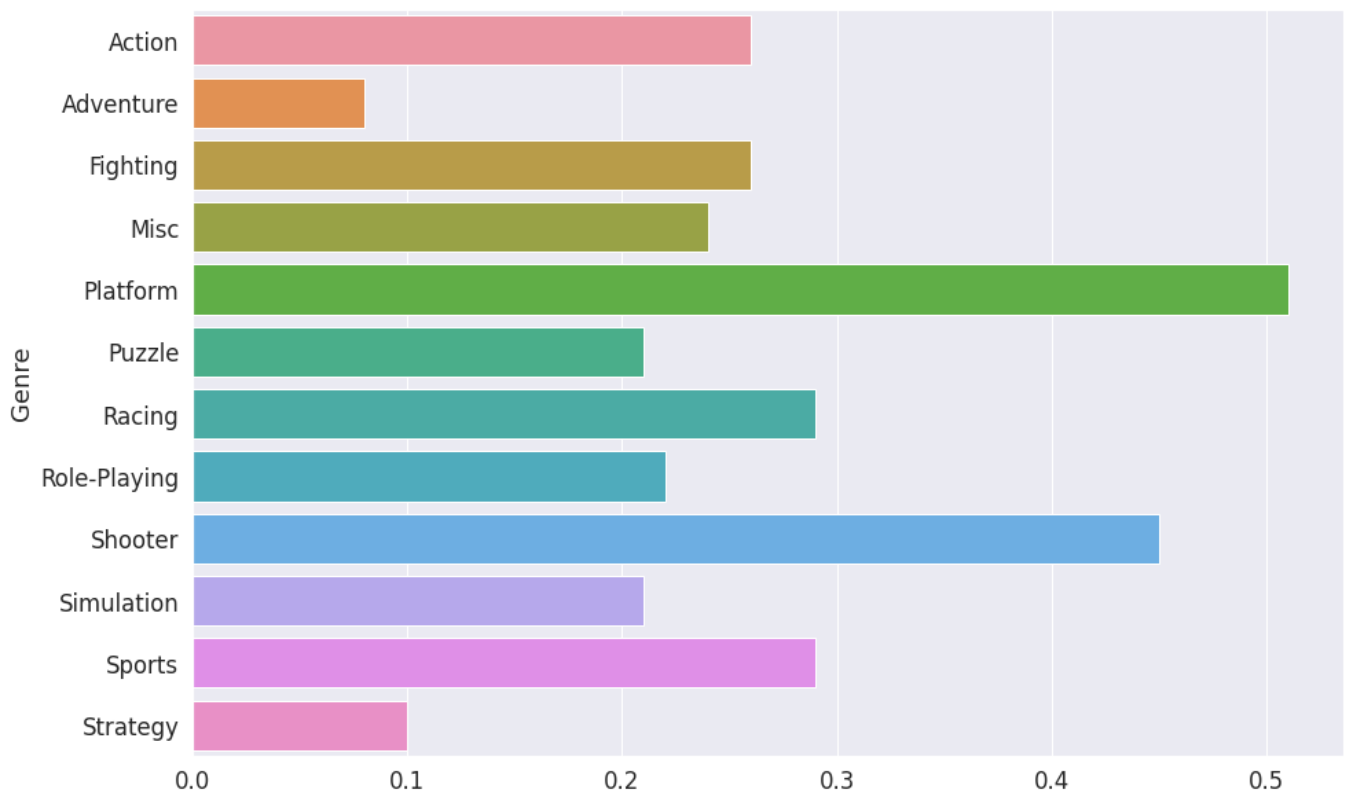 Action
Adventure
Fighting
Misc
Platform
Puzzle
Racing
Role-Playing
Shooter
Simulation
Sports
Strategy
Genre
0.0 0.1 0.2 0.3 0.4 0.5